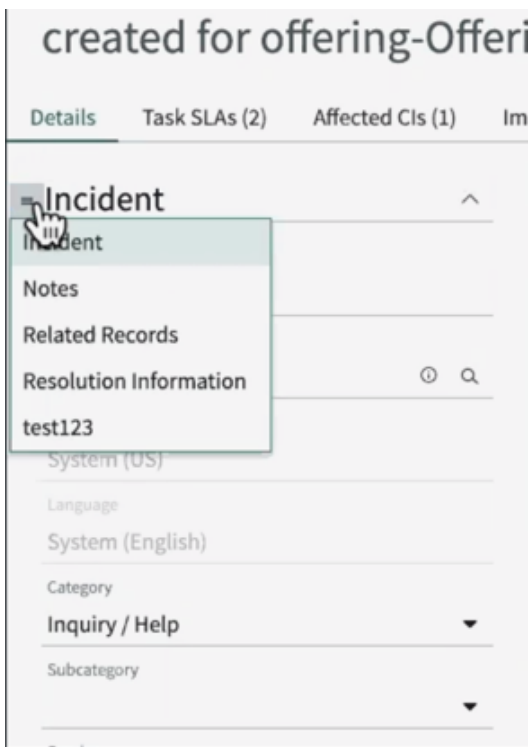 created for offering-Offeri
Details Task SLAs (2) Affected CIs (1) Im
Incident
Incident
Notes
Related Records
Resolution Information
test123
System (US)
Language
System (English)
Category
Inquiry / Help
Subcategory